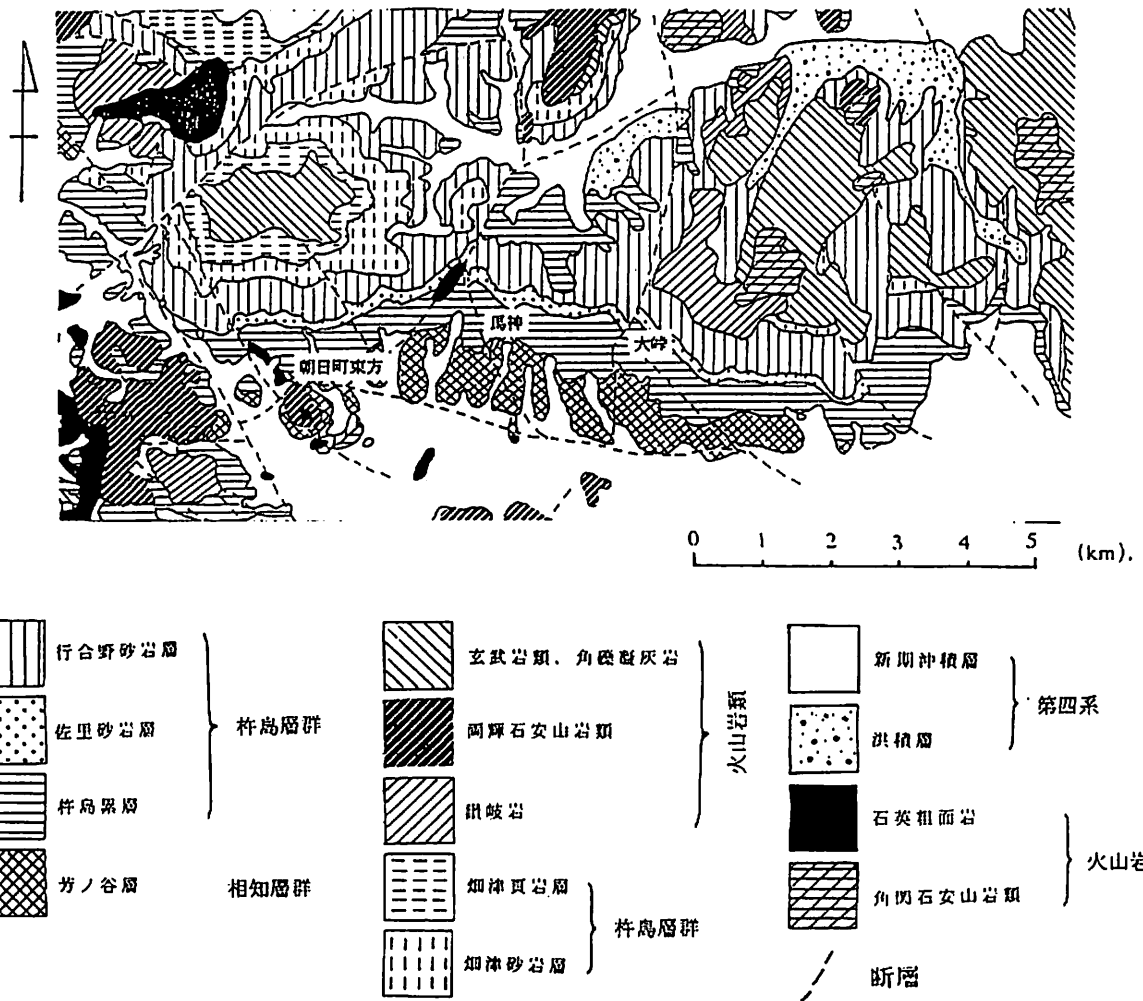 馬神
大峠
朝日町東方
0 1 2 3 4 5 (km).
行合野砂岩層
佐里砂岩層
杵島層群
杵島累層
芳ノ谷層
相知層群
玄武岩類、角礫凝灰岩
両輝石安山岩類
讃岐岩
火山岩類
畑津頁岩層
畑津砂岩層
杵島層群
新期沖積層
洪積層
第四系
石英粗面岩
角閃石安山岩類
火山岩
断層